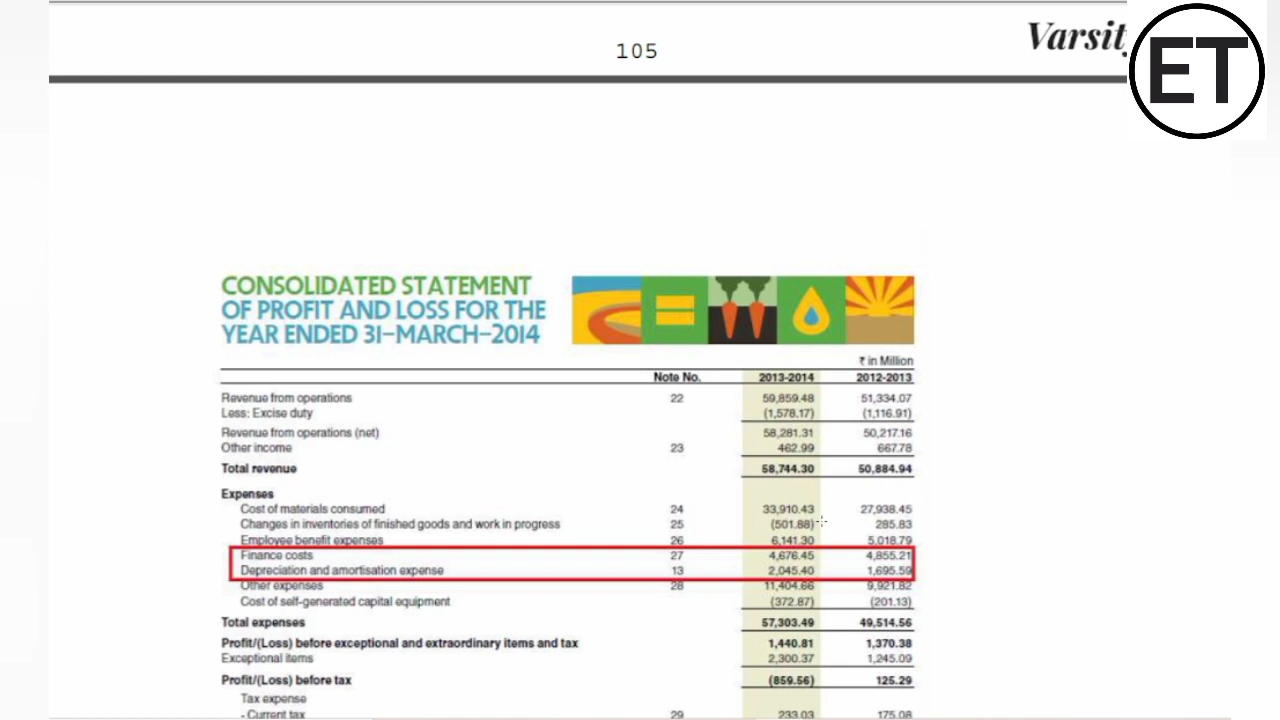 105
Varsit
ET
CONSOLIDATED STATEMENT
OF PROFIT AND LOSS FOR THE
YEAR ENDED 31-MARCH-2014
₹ in Million
Note No. 2013-2014 2012-2013
Revenue from operations 22 59,859.48 51,334.07
Less: Excise duty (1,578.17) (1,116.91)
Revenue from operations (net) 58,281.31 50,217.16
Other income 23 462.99 667.78
Total revenue 58,744.30 50,884.94
Expenses
Cost of materials consumed 24 33,910.43 27,938.45
Changes in inventories of finished goods and work in progress 25 (501.88) 285.83
Employee benefit expenses 26 6,141.30 5,018.79
Finance costs 27 4,676.45 4,855.21
Depreciation and amortisation expense 13 2,045.40 1,695.59
Other expenses 28 11,404.66 9,921.82
Cost of self-generated capital equipment (372.87) (201.13)
Total expenses 57,303.49 49,514.56
Profit/(Loss) before exceptional and extraordinary items and tax 1,440.81 1,370.38
Exceptional items 2,300.37 1,245.09
Profit/(Loss) before tax (859.56) 125.29
Tax expense
- Current tax 29 233.03 175.08